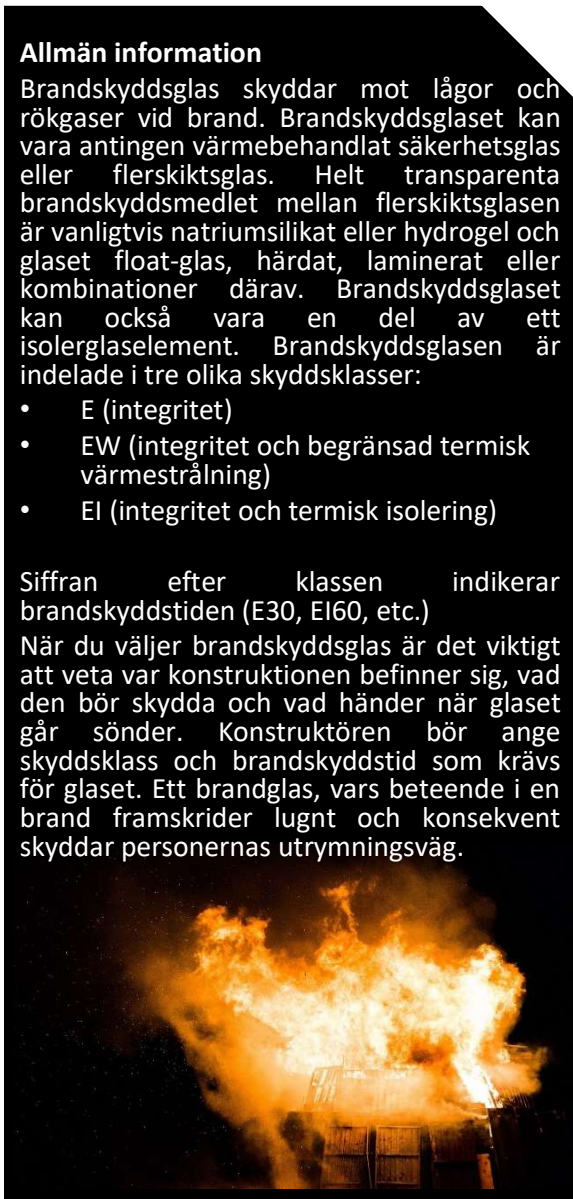 Allmän information
Brandskyddsglas skyddar mot lågor och
rökgaser vid brand. Brandskyddsglaset kan
vara antingen värmebehandlat säkerhetsglas
eller flerskiktsglas. Helt transparenta
brandskyddsmedlet mellan flerskiktsglasen
är vanligtvis natriumsilikat eller hydrogel och
glaset float-glas, härdat, laminerat eller
kombinationer därav. Brandskyddsglaset
kan också vara en del av ett
isolerglaselement. Brandskyddsglasen är
indelade i tre olika skyddsklasser:
• E (integritet)
• EW (integritet och begränsad termisk
värmestrålning)
• EI (integritet och termisk isolering)
Siffran efter klassen indikerar
brandskyddstiden (E30, EI60, etc.)
När du väljer brandskyddsglas är det viktigt
att veta var konstruktionen befinner sig, vad
den bör skydda och vad händer när glaset
går sönder. Konstruktören bör ange
skyddsklass och brandskyddstid som krävs
för glaset. Ett brandglas, vars beteende i en
brand framskrider lugnt och konsekvent
skyddar personernas utrymningsväg.